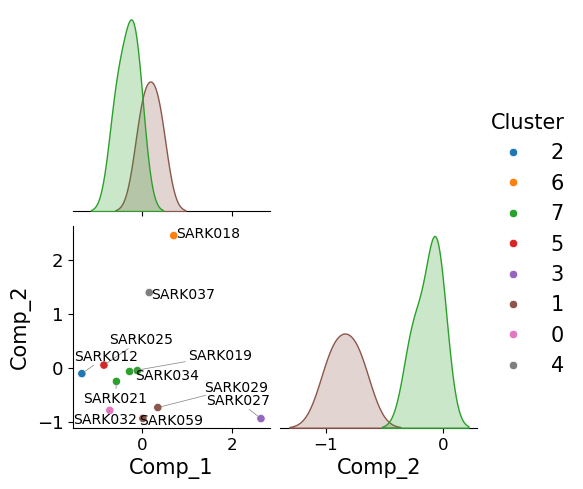 Cluster
2
6
7
5
3
1
0
4
Comp_2
2
1
0
−1
SARK018
SARK037
SARK025
SARK012
SARK019
SARK034
SARK029
SARK021
SARK027
SARK032
SARK059
0
2
Comp_1
−1
0
Comp_2